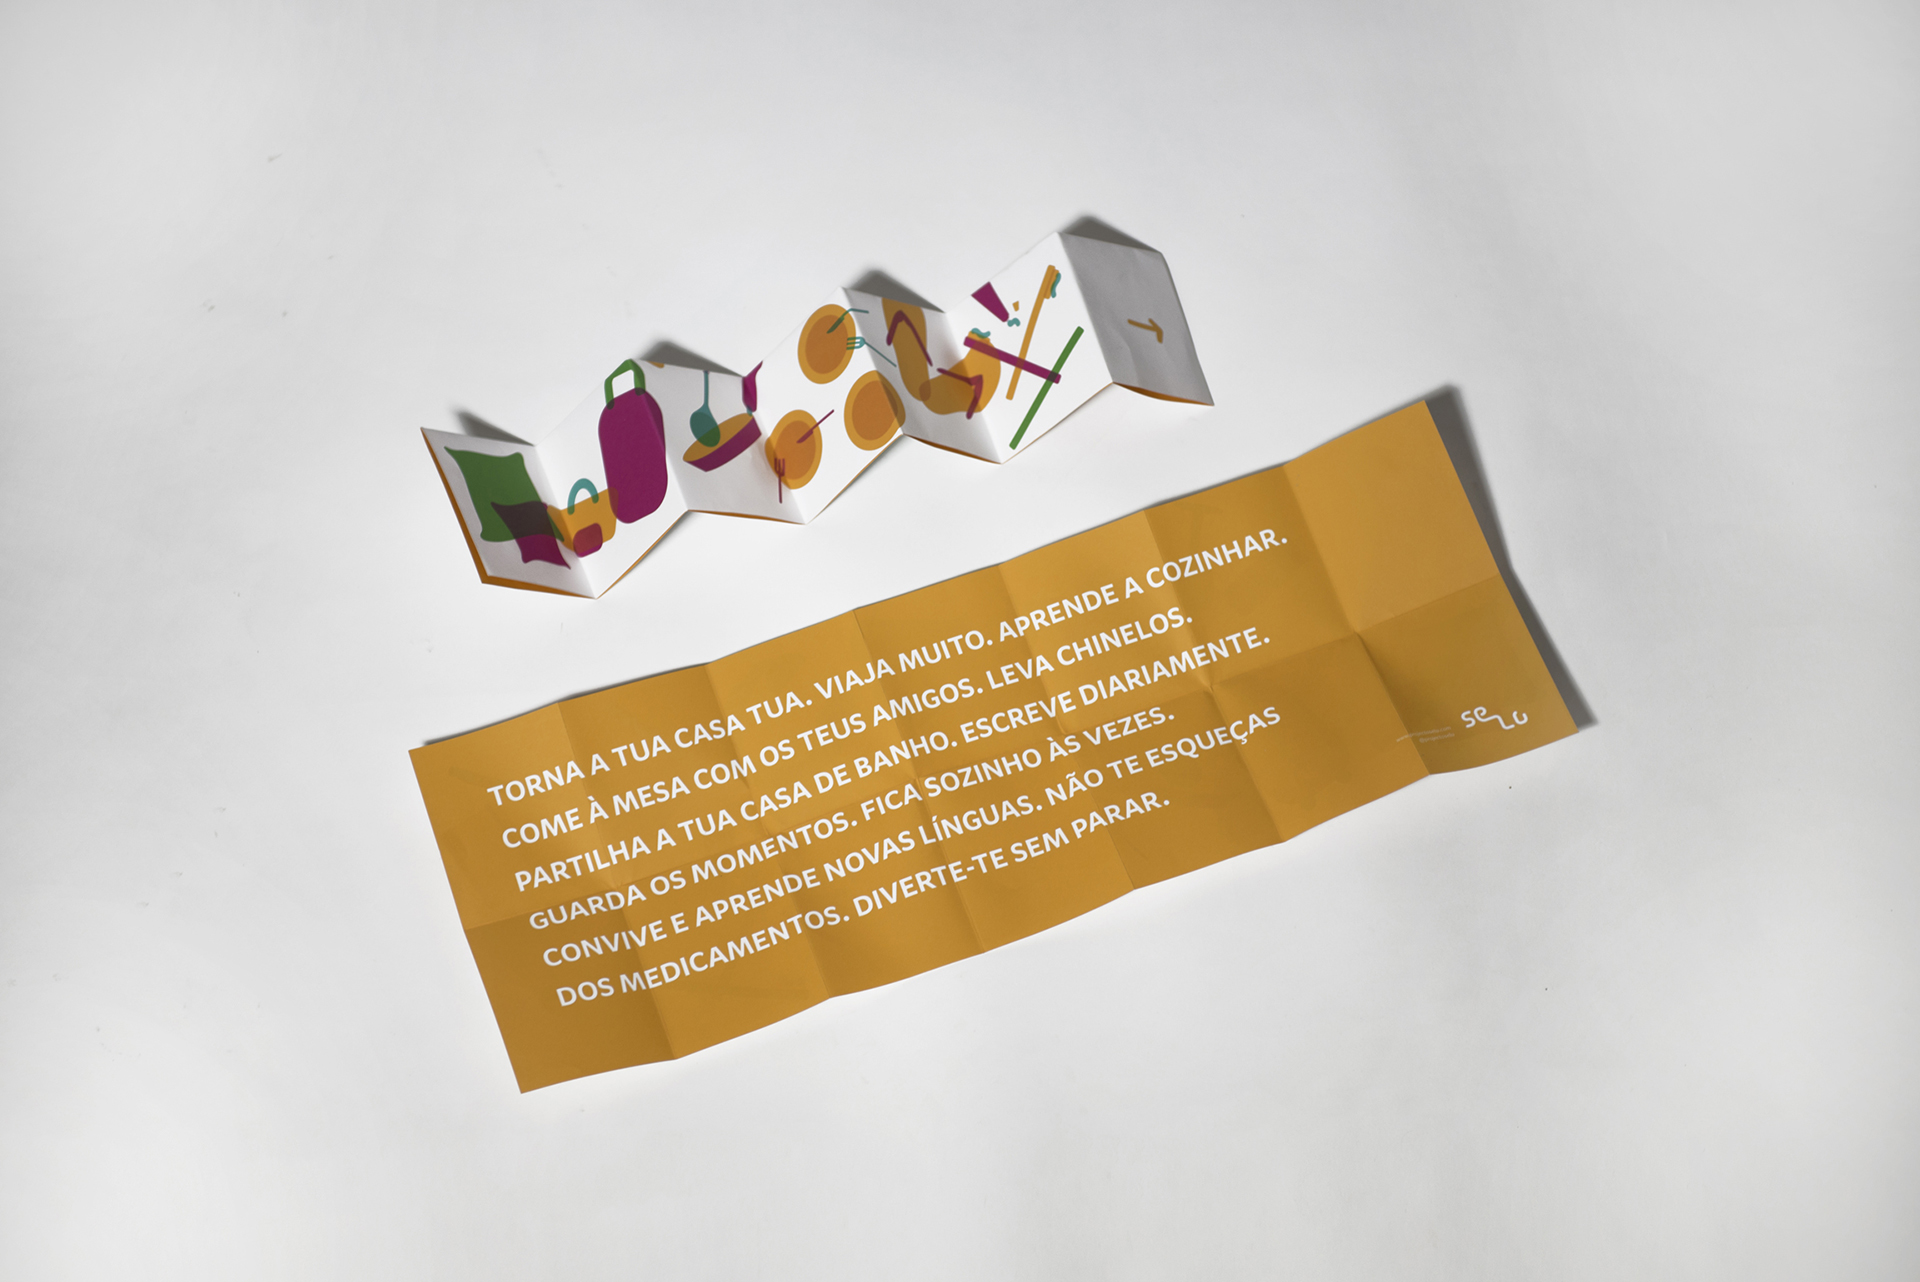 TORNA A TUA CASA TUA. VIAJA MUITO. APRENDE A COZINHAR.
COME À MESA COM OS TEUS AMIGOS. LEVA CHINELOS.
PARTILHA A TUA CASA DE BANHO. ESCREVE DIARIAMENTE.
GUARDA OS MOMENTOS. FICA SOZINHO ÀS VEZES.
CONVIVE E APRENDE NOVAS LÍNGUAS. NÃO TE ESQUEÇAS
DOS MEDICAMENTOS. DIVERTE-TE SEM PARAR.